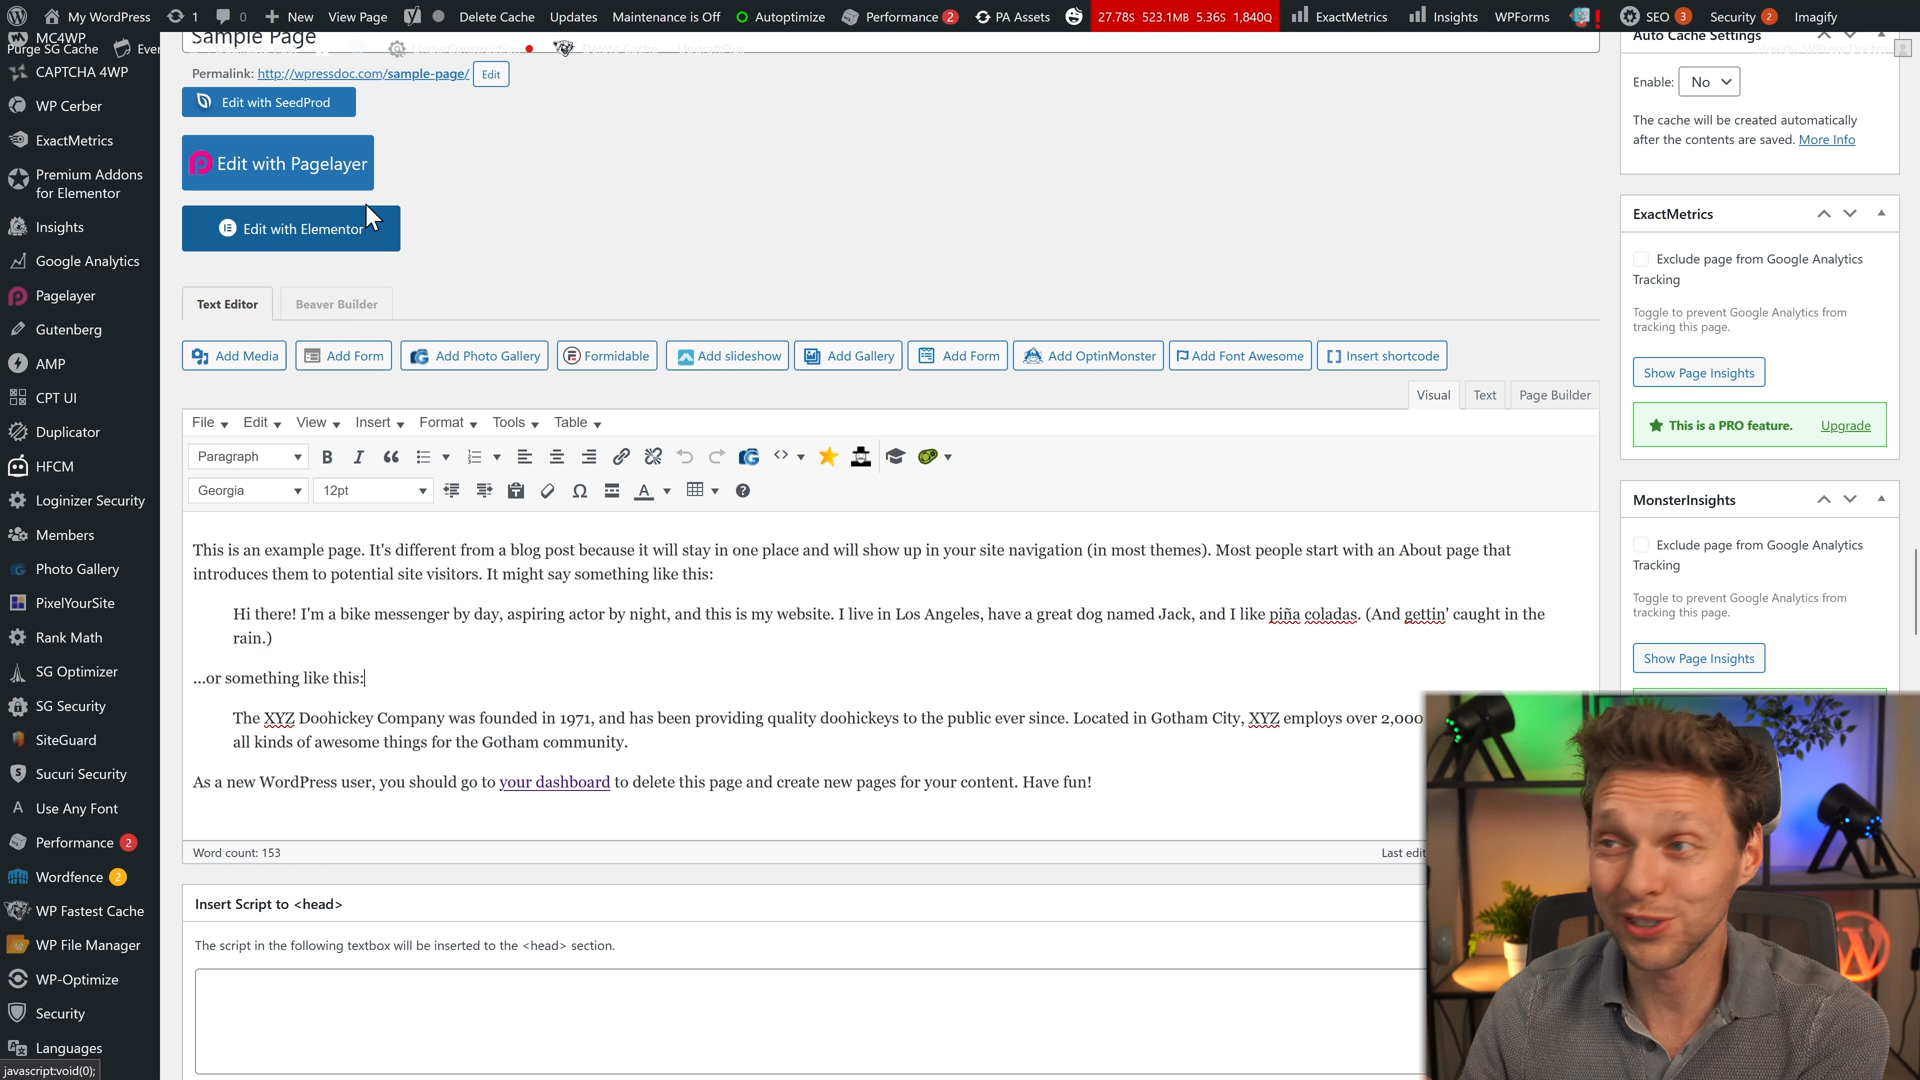 My WordPress 1 0 New View Page Delete Cache Updates Maintenance is Off Autoptimize Performance 2 PA Assets 27.78S 523.1MB 5.36S 1,840Q ExactMetrics Insights WPForms ! SEO 3 Security 2 Imagify
Purge SG Cache
Delete Cache
MC4WP
CAPTCHA 4WP
WP Cerber
ExactMetrics
Premium Addons
for Elementor
Insights
Google Analytics
Pagelayer
Gutenberg
AMP
CPT UI
Duplicator
HFCM
Loginizer Security
Members
Photo Gallery
PixelYourSite
Rank Math
SG Optimizer
SG Security
SiteGuard
Sucuri Security
Use Any Font
Performance 2
Wordfence 2
WP Fastest Cache
WP File Manager
WP-Optimize
Security
Languages
javascript:void(0);
Sample Page
Permalink: http://wpressdoc.com/sample-page/ Edit
Edit with SeedProd
Edit with Pagelayer
Edit with Elementor
Text Editor Beaver Builder
Add Media Add Form Add Photo Gallery Formidable Add slideshow Add Gallery Add Form Add OptinMonster Add Font Awesome Insert shortcode
Visual Text Page Builder
File Edit View Insert Format Tools Table
Paragraph
Georgia 12pt
This is an example page. It's different from a blog post because it will stay in one place and will show up in your site navigation (in most themes). Most people start with an About page that
introduces them to potential site visitors. It might say something like this:
Hi there! I'm a bike messenger by day, aspiring actor by night, and this is my website. I live in Los Angeles, have a great dog named Jack, and I like piña coladas. (And gettin' caught in the
rain.)
...or something like this:
The XYZ Doohickey Company was founded in 1971, and has been providing quality doohickeys to the public ever since. Located in Gotham City, XYZ employs over 2,000
all kinds of awesome things for the Gotham community.
As a new WordPress user, you should go to your dashboard to delete this page and create new pages for your content. Have fun!
Word count: 153
Last edit
Insert Script to <head>
The script in the following textbox will be inserted to the <head> section.
Auto Cache Settings
Enable: No
The cache will be created automatically
after the contents are saved. More Info
ExactMetrics
Exclude page from Google Analytics
Tracking
Toggle to prevent Google Analytics from
tracking this page.
Show Page Insights
This is a PRO feature. Upgrade
MonsterInsights
Exclude page from Google Analytics
Tracking
Toggle to prevent Google Analytics from
tracking this page.
Show Page Insights